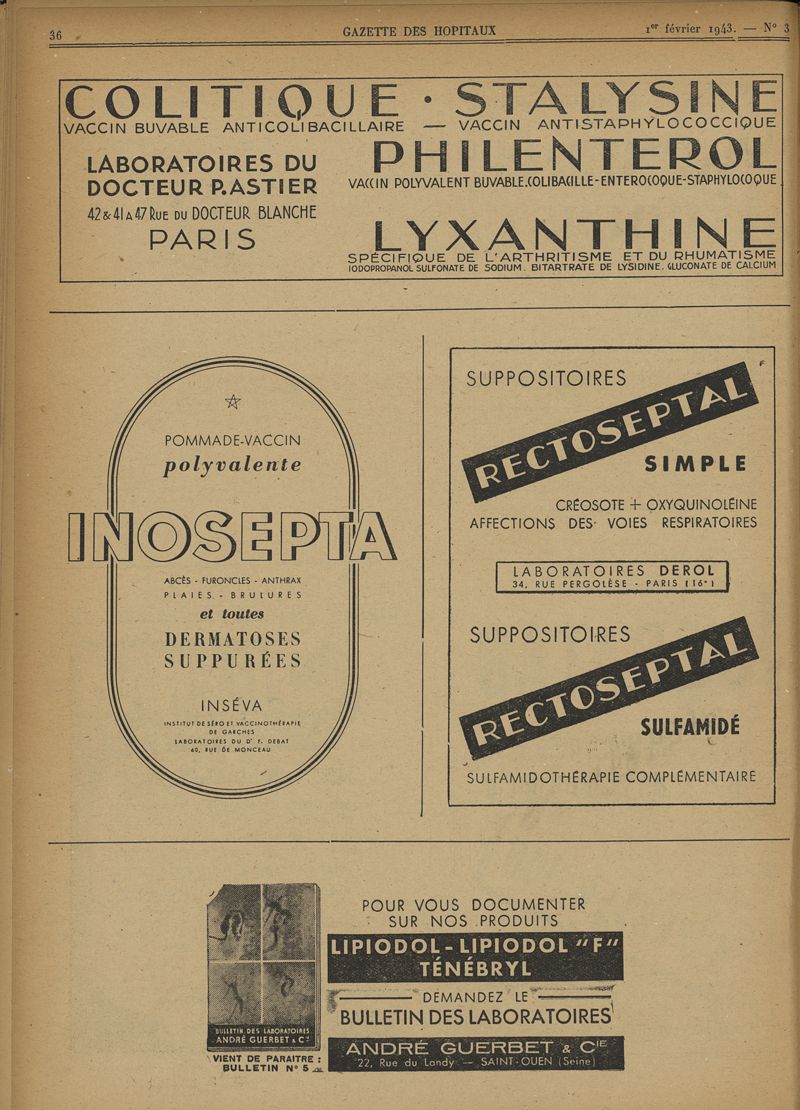 36
GAZETTE DES HOPITAUX
1er février 1943. — N° 3
COLITIQUE · STALYSINE
VACCIN BUVABLE ANTICOLIBACILLAIRE — VACCIN ANTISTAPHYLOCOCCIQUE
LABORATOIRES DU
DOCTEUR P. ASTIER
42 & 41 A 47 RUE DU DOCTEUR BLANCHE
PARIS
PHILENTEROL
VACCIN POLYVALENT BUVABLE.COLIBACILLE-ENTEROCOQUE-STAPHYLOCOQUE
LYXANTHINE
SPÉCIFIQUE DE L'ARTHRITISME ET DU RHUMATISME
IODOPROPANOL SULFONATE DE SODIUM. BITARTRATE DE LYSIDINE. GLUCONATE DE CALCIUM
POMMADE-VACCIN
polyvalente
INOSEPTA
ABCÈS - FURONCLES - ANTHRAX
PLAIES - BRULURES
et toutes
DERMATOSES
SUPPURÉES
INSÉVA
INSTITUT DE SÉRO ET VACCINOTHÉRAPIE
DE GARCHES
LABORATOIRES DU Dr F. DEBAT
60, RUE DE MONCEAU
SUPPOSITOIRES
RECTOSEPTAL
SIMPLE
CRÉOSOTE + OXYQUINOLÉINE
AFFECTIONS DES VOIES RESPIRATOIRES
LABORATOIRES DEROL
34, RUE PERGOLÈSE - PARIS (16e)
SUPPOSITOIRES
RECTOSEPTAL
SULFAMIDÉ
SULFAMIDOTHÉRAPIE COMPLÉMENTAIRE
BULLETIN DES LABORATOIRES
ANDRÉ GUERBET & Cie
VIENT DE PARAITRE :
BULLETIN N° 5
POUR VOUS DOCUMENTER
SUR NOS PRODUITS
LIPIODOL - LIPIODOL "F"
TÉNÉBRYL
DEMANDEZ LE
BULLETIN DES LABORATOIRES
ANDRÉ GUERBET & CIE
22, Rue du Landy — SAINT-OUEN (Seine)